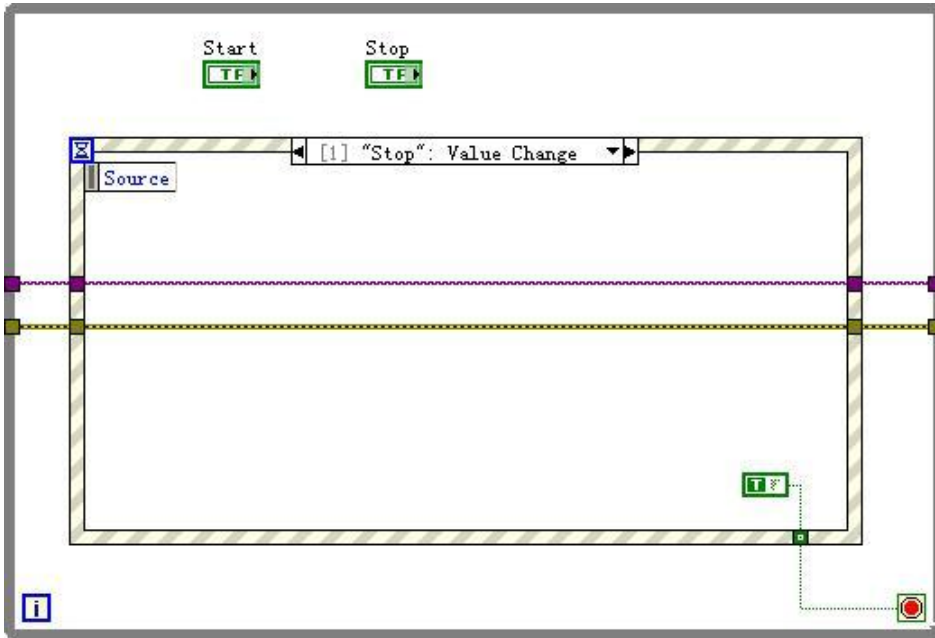 Start
Stop
TF
TF
[1] "Stop": Value Change
Source
T F
i